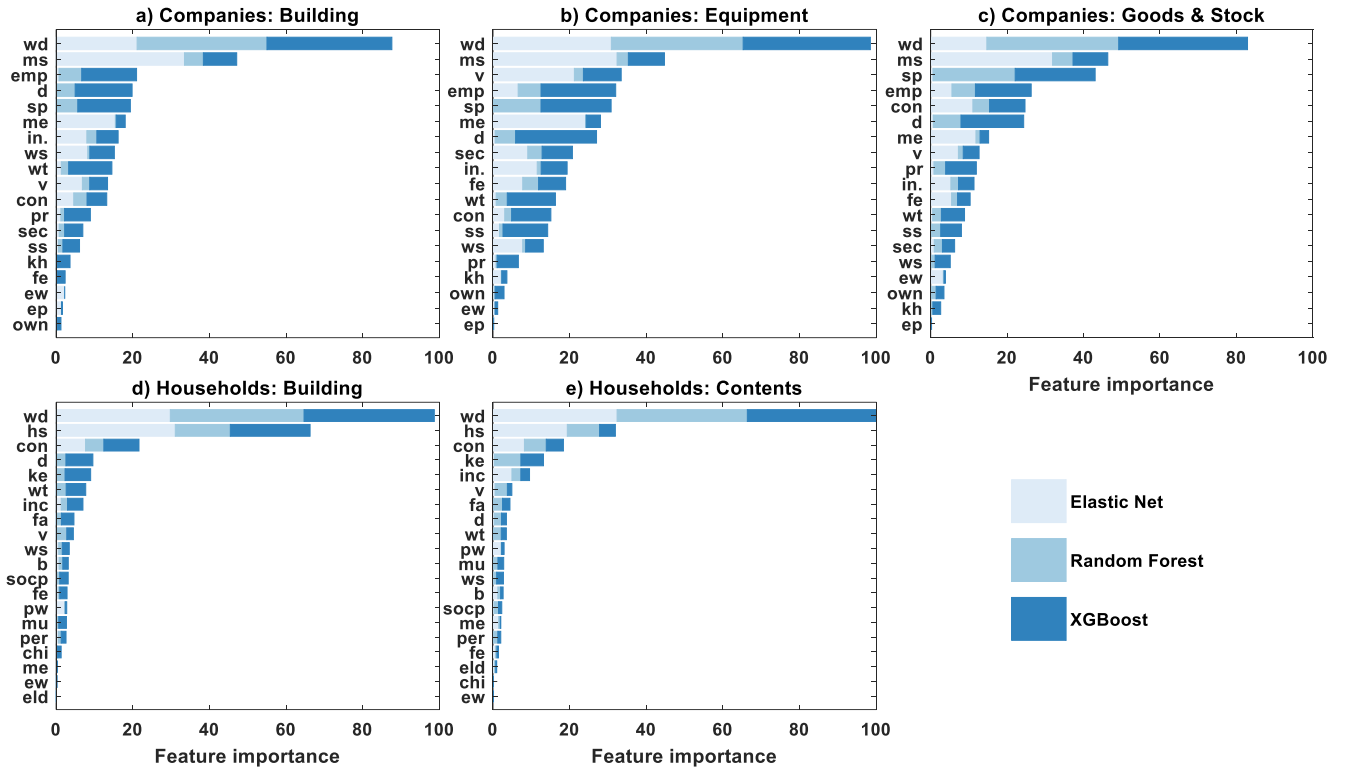 a) Companies: Building
wd
ms
emp
d
sp
me
in.
ws
wt
v
con
pr
sec
ss
kh
fe
ew
ep
own
0 20 40 60 80 100
b) Companies: Equipment
wd
ms
v
emp
sp
me
d
sec
in.
fe
wt
con
ss
ws
pr
kh
own
ew
ep
0 20 40 60 80 100
c) Companies: Goods & Stock
wd
ms
sp
emp
con
d
me
v
pr
in.
fe
wt
ss
sec
ws
ew
own
kh
ep
0 20 40 60 80 100
Feature importance
d) Households: Building
wd
hs
con
d
ke
wt
inc
fa
v
ws
b
socp
fe
pw
mu
per
chi
me
ew
eld
0 20 40 60 80 100
Feature importance
e) Households: Contents
wd
hs
con
ke
inc
v
fa
d
wt
pw
mu
ws
b
socp
me
per
fe
eld
chi
ew
0 20 40 60 80 100
Feature importance
Elastic Net
Random Forest
XGBoost